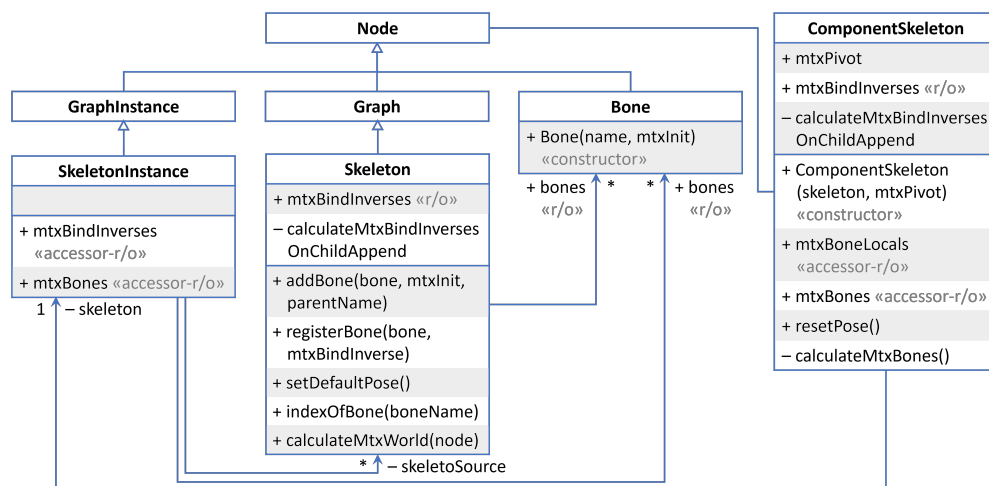 Node
ComponentSkeleton
+ mtxPivot
+ mtxBindInverses «r/o»
– calculateMtxBindInverses
OnChildAppend
+ ComponentSkeleton
(skeleton, mtxPivot)
«constructor»
+ mtxBoneLocals
«accessor-r/o»
+ mtxBones «accessor-r/o»
+ resetPose()
– calculateMtxBones()
GraphInstance
Graph
Bone
+ Bone(name, mtxInit)
«constructor»
+ bones
«r/o»
*
*
+ bones
«r/o»
SkeletonInstance
+ mtxBindInverses
«accessor-r/o»
+ mtxBones «accessor-r/o»
1
– skeleton
Skeleton
+ mtxBindInverses «r/o»
– calculateMtxBindInverses
OnChildAppend
+ addBone(bone, mtxInit,
parentName)
+ registerBone(bone,
mtxBindInverse)
+ setDefaultPose()
+ indexOfBone(boneName)
+ calculateMtxWorld(node)
*
– skeletoSource